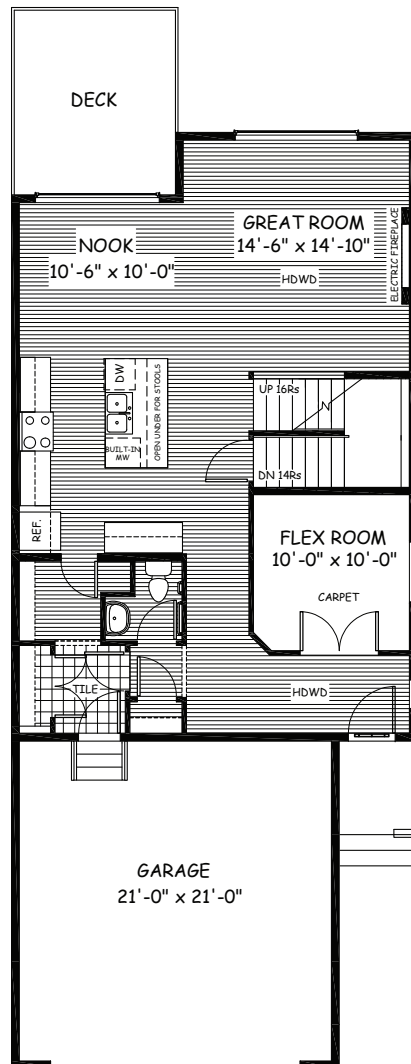 DECK
GREAT ROOM
14'-6" x 14'-10"
NOOK
10'-6" x 10'-0"
HDWD
ELECTRIC FIREPLACE
DW
OPEN UNDER FOR STOOLS
BUILT-IN
MW
UP 16Rs
DN 14Rs
REF.
FLEX ROOM
10'-0" x 10'-0"
CARPET
TILE
HDWD
GARAGE
21'-0" x 21'-0"